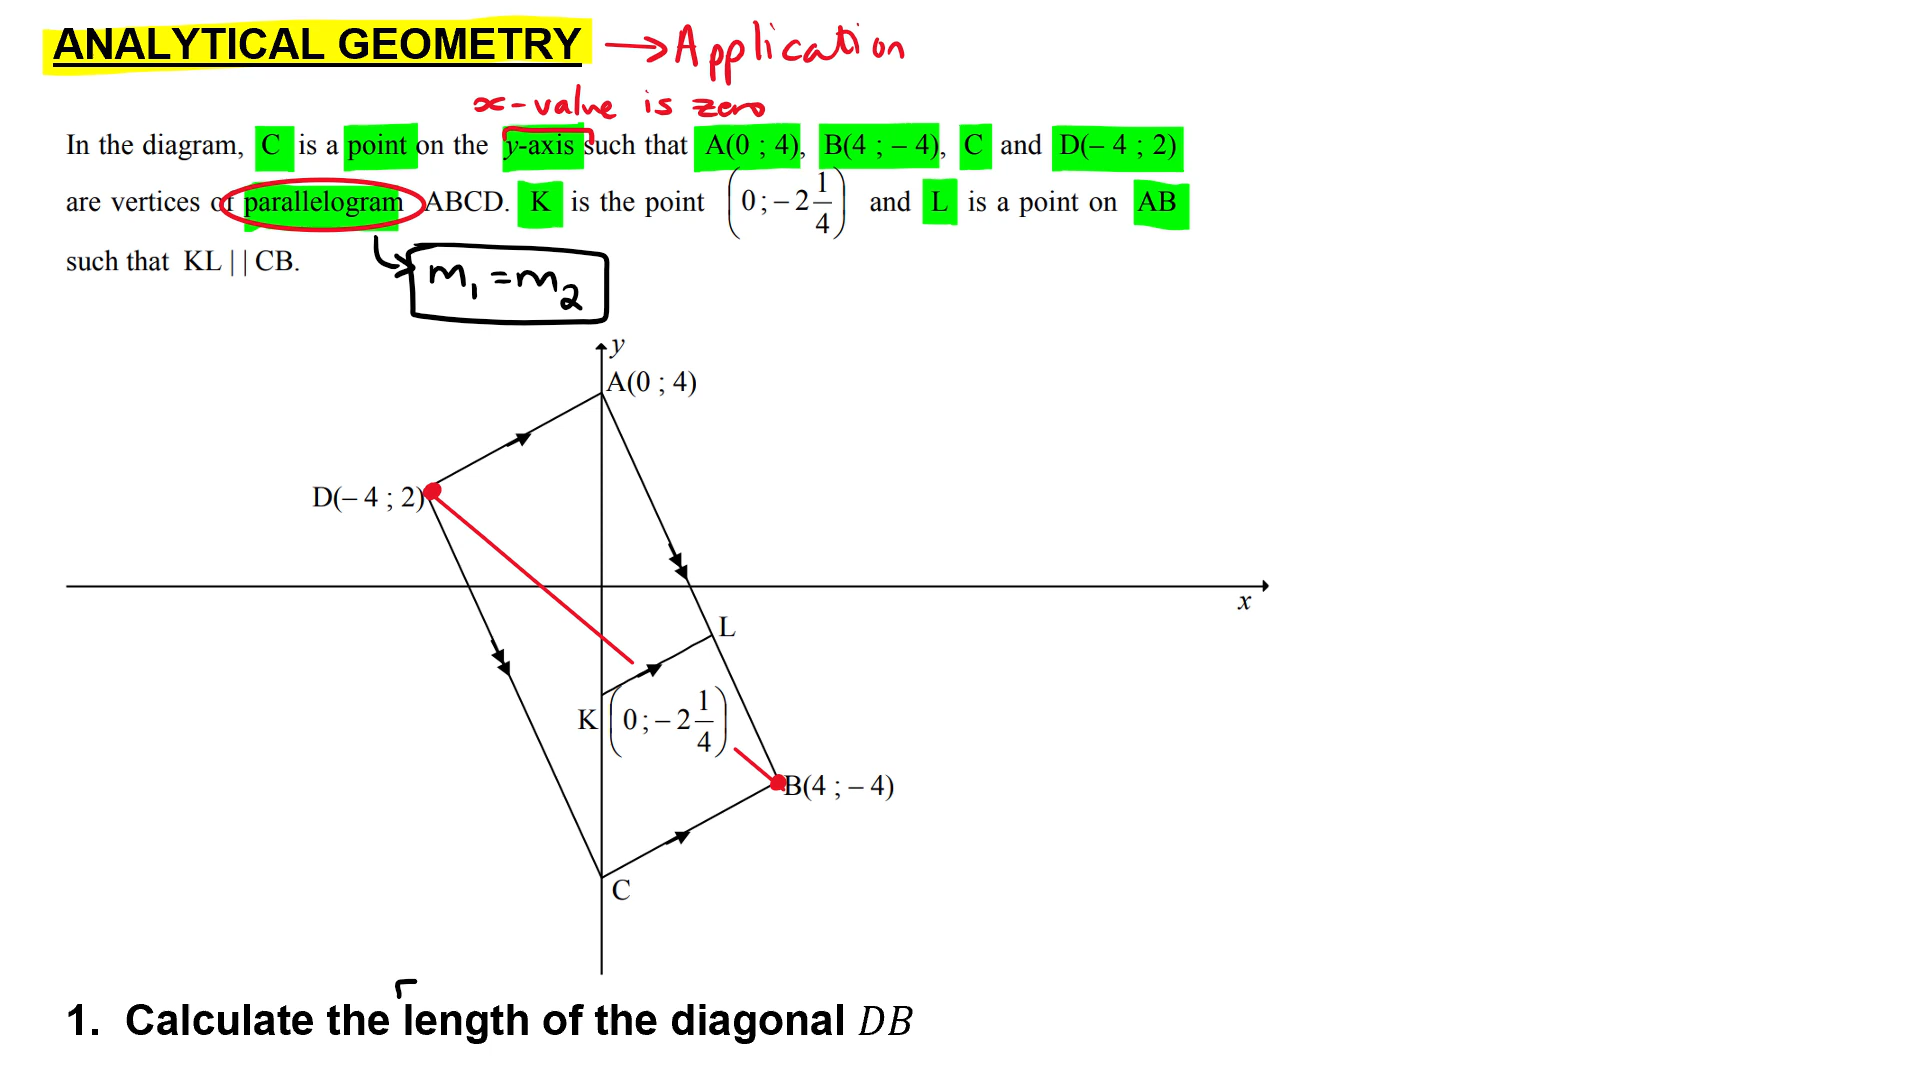 ANALYTICAL GEOMETRY → Application
x-value is zero
In the diagram, C is a point on the y-axis such that A(0 ; 4), B(4 ; – 4), C and D(– 4 ; 2)
are vertices of parallelogram ABCD. K is the point (0 ; – 2 1/4) and L is a point on AB
such that KL || CB.
m₁ = m₂
y
A(0 ; 4)
D(– 4 ; 2)
x
L
K (0 ; – 2 1/4)
B(4 ; – 4)
C
1. Calculate the length of the diagonal DB